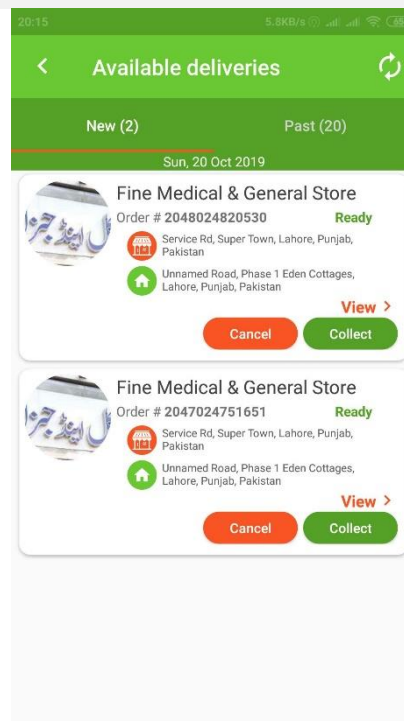 20:15 5.8KB/s
Available deliveries
New (2) Past (20)
Sun, 20 Oct 2019
Fine Medical & General Store
Order # 2048024820530 Ready
Service Rd, Super Town, Lahore, Punjab,
Pakistan
Unnamed Road, Phase 1 Eden Cottages,
Lahore, Punjab, Pakistan
View >
Cancel Collect
Fine Medical & General Store
Order # 2047024751651 Ready
Service Rd, Super Town, Lahore, Punjab,
Pakistan
Unnamed Road, Phase 1 Eden Cottages,
Lahore, Punjab, Pakistan
View >
Cancel Collect